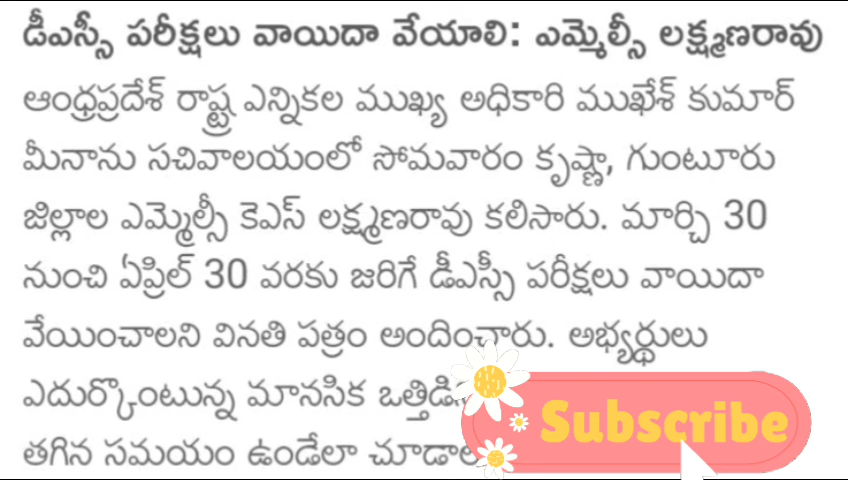 డీఎస్సీ పరీక్షలు వాయిదా వేయాలి: ఎమ్మెల్సీ లక్ష్మణరావు
ఆంధ్రప్రదేశ్ రాష్ట్ర ఎన్నికల ముఖ్య అధికారి ముఖేశ్ కుమార్
మీనాను సచివాలయంలో సోమవారం కృష్ణా, గుంటూరు
జిల్లాల ఎమ్మెల్సీ కెఎస్ లక్ష్మణరావు కలిసారు. మార్చి 30
నుంచి ఏప్రిల్ 30 వరకు జరిగే డీఎస్సీ పరీక్షలు వాయిదా
వేయించాలని వినతి పత్రం అందించారు. అభ్యర్థులు
ఎదుర్కొంటున్న మానసిక
తగిన సమయం ఉండేలా
Subscribe